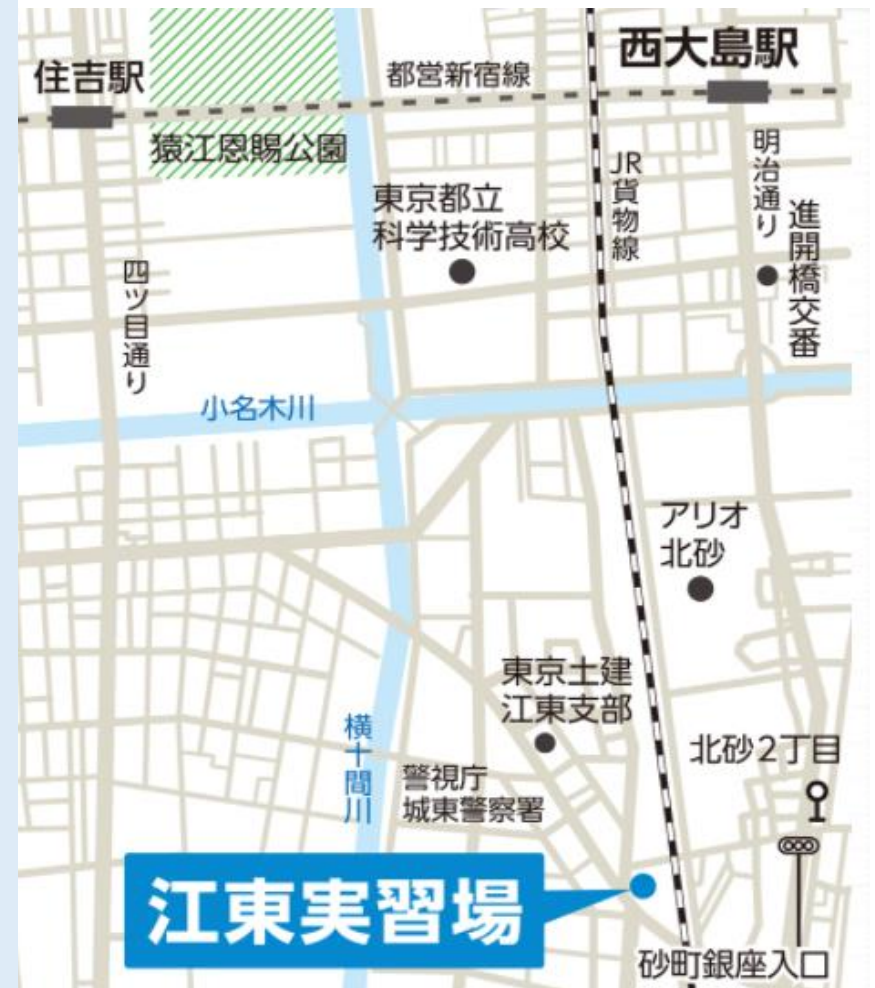 西大島駅
住吉駅
都営新宿線
猿江恩賜公園
明治通り
JR貨物線
東京都立
科学技術高校
進開橋交番
四ツ目通り
小名木川
アリオ
北砂
東京土建
江東支部
横十間川
北砂2丁目
警視庁
城東警察署
江東実習場
砂町銀座入口